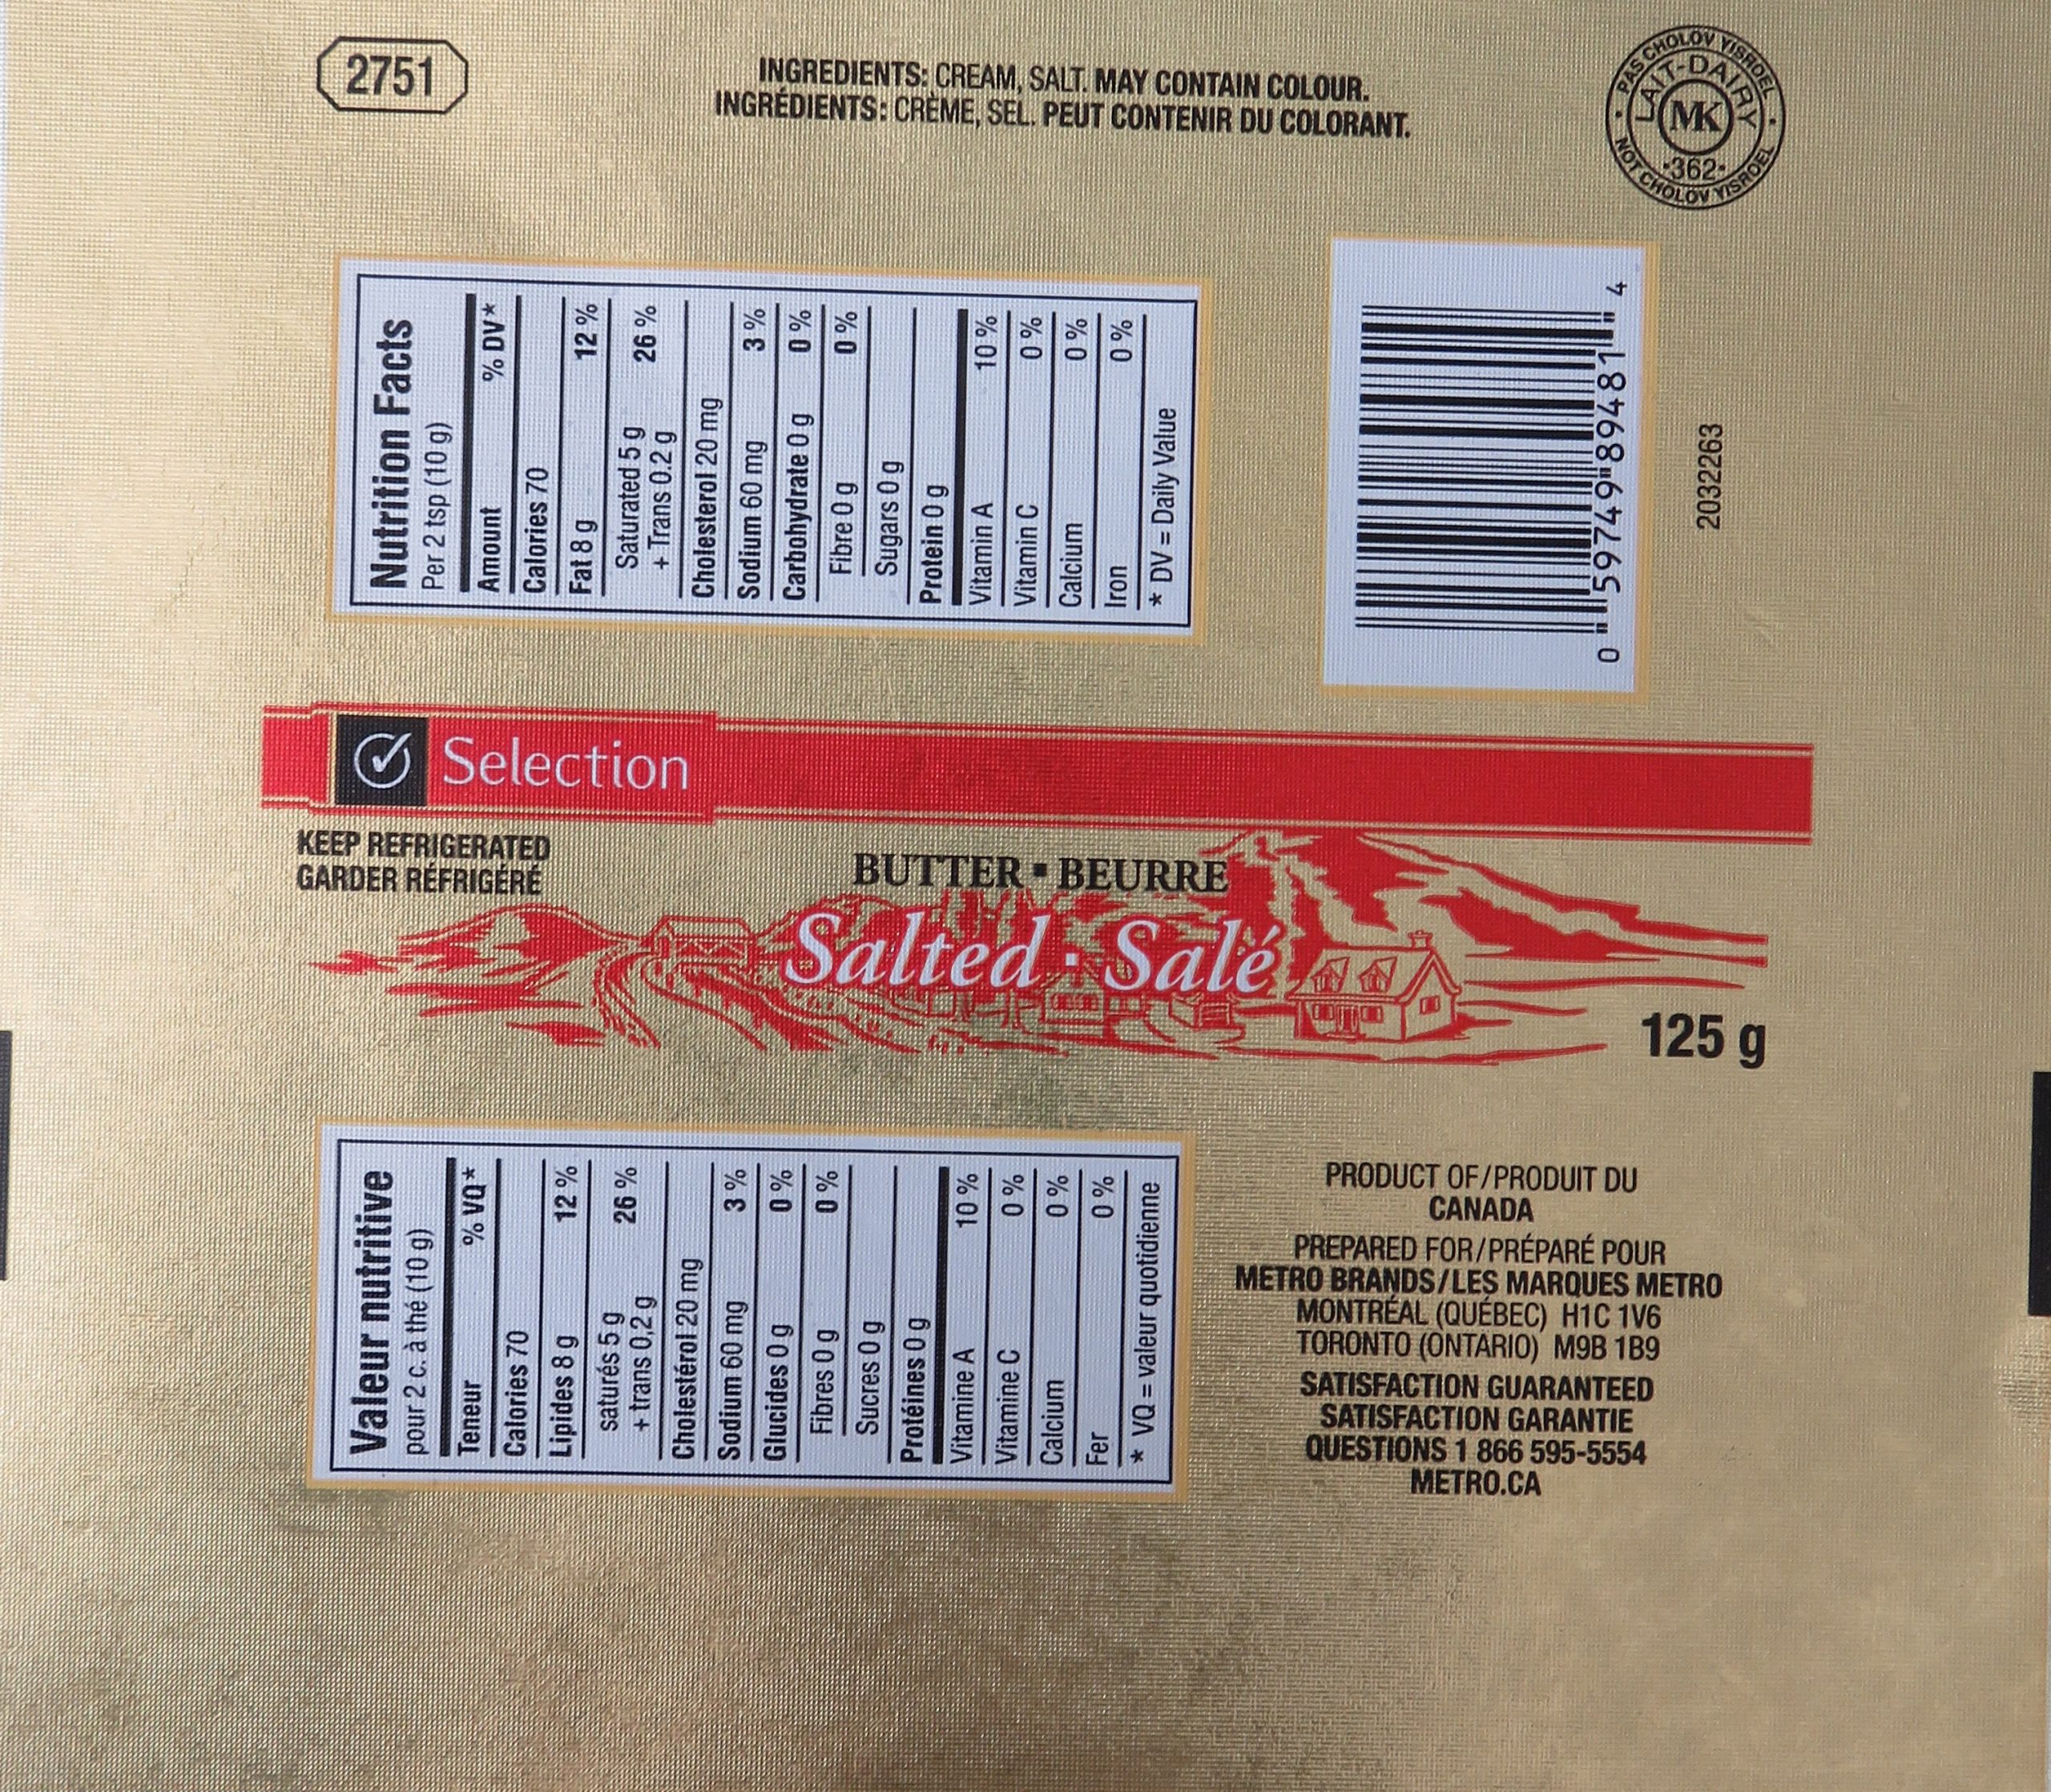 2751
INGREDIENTS: CREAM, SALT. MAY CONTAIN COLOUR.
INGRÉDIENTS: CRÈME, SEL. PEUT CONTENIR DU COLORANT.
PAS CHOLOV YISROEL
LAIT-DAIRY
MK
•362•
NOT CHOLOV YISROEL
Nutrition Facts
Per 2 tsp (10 g)
Amount % DV*
Calories 70
Fat 8 g 12 %
Saturated 5 g 26 %
+ Trans 0.2 g
Cholesterol 20 mg
Sodium 60 mg 3 %
Carbohydrate 0 g 0 %
Fibre 0 g 0 %
Sugars 0 g
Protein 0 g
Vitamin A 10 %
Vitamin C 0 %
Calcium 0 %
Iron 0 %
* DV = Daily Value
0 59749 89481 4
2032263
Selection
KEEP REFRIGERATED
GARDER RÉFRIGÉRÉ
BUTTER ▪ BEURRE
Salted · Salé
125 g
Valeur nutritive
pour 2 c. à thé (10 g)
Teneur % VQ*
Calories 70
Lipides 8 g 12 %
saturés 5 g 26 %
+ trans 0,2 g
Cholestérol 20 mg
Sodium 60 mg 3 %
Glucides 0 g 0 %
Fibres 0 g 0 %
Sucres 0 g
Protéines 0 g
Vitamine A 10 %
Vitamine C 0 %
Calcium 0 %
Fer 0 %
* VQ = valeur quotidienne
PRODUCT OF/PRODUIT DU
CANADA
PREPARED FOR/PRÉPARÉ POUR
METRO BRANDS/LES MARQUES METRO
MONTRÉAL (QUÉBEC) H1C 1V6
TORONTO (ONTARIO) M9B 1B9
SATISFACTION GUARANTEED
SATISFACTION GARANTIE
QUESTIONS 1 866 595-5554
METRO.CA